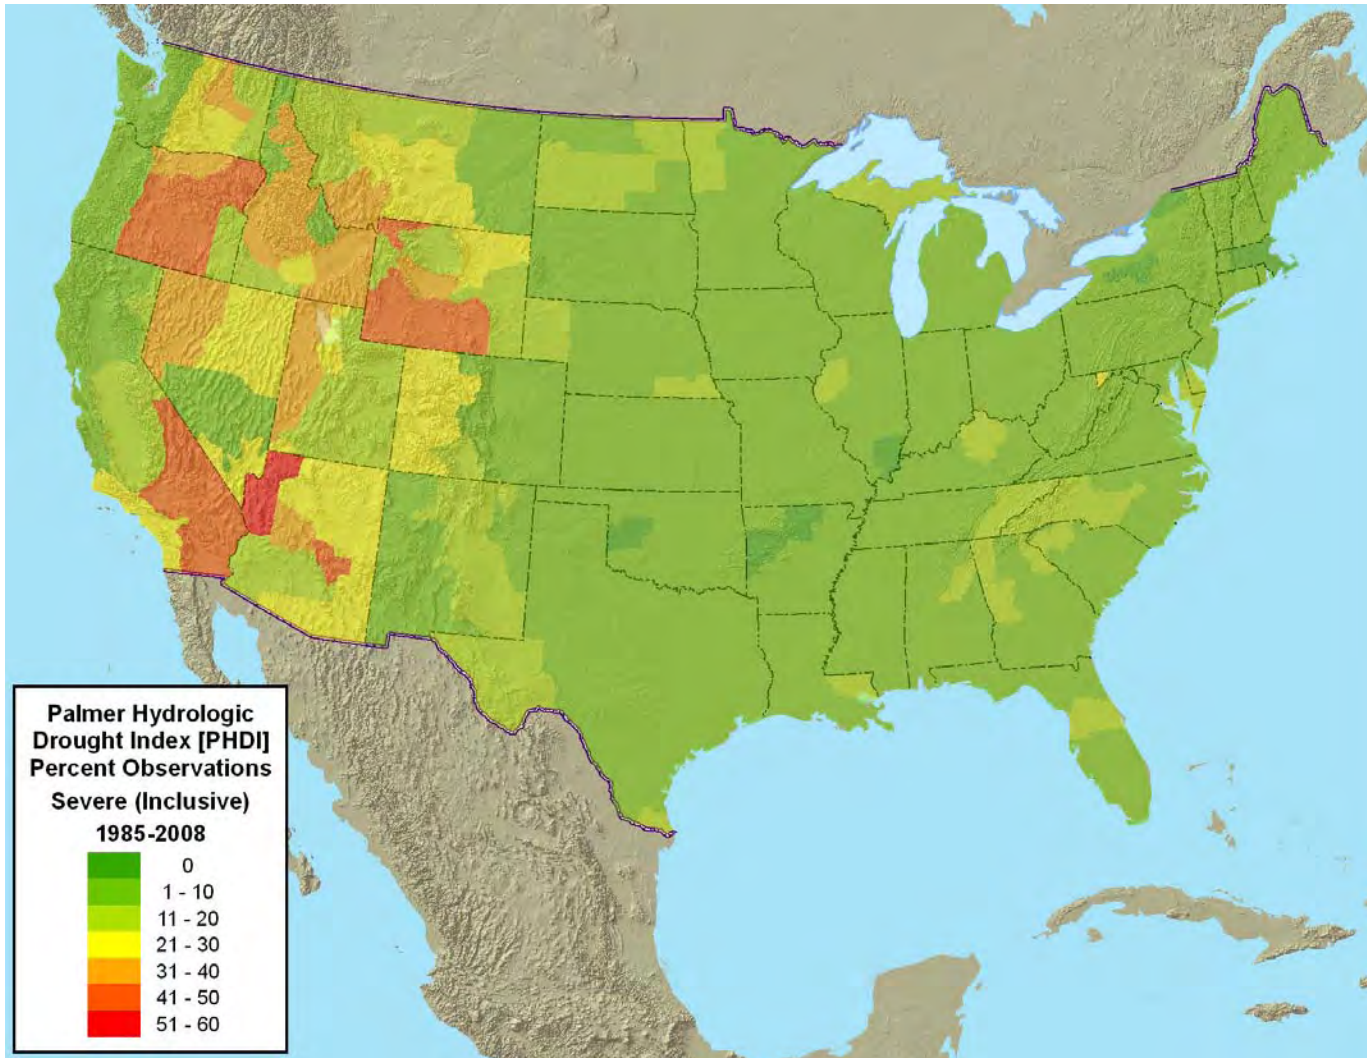 Palmer Hydrologic
Drought Index [PHDI]
Percent Observations
Severe (Inclusive)
1985-2008
0
1 - 10
11 - 20
21 - 30
31 - 40
41 - 50
51 - 60